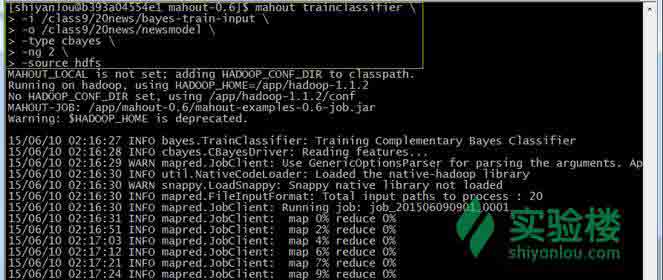 [shiyanlou@b393a04554e1 mahout-0.6]$ mahout trainclassifier \
> -i /class9/20news/bayes-train-input \
> -o /class9/20news/newsmodel \
> -type cbayes \
> -ng 2 \
> -source hdfs
MAHOUT_LOCAL is not set; adding HADOOP_CONF_DIR to classpath.
Running on hadoop, using HADOOP_HOME=/app/hadoop-1.1.2
No HADOOP_CONF_DIR set, using /app/hadoop-1.1.2/conf
MAHOUT-JOB: /app/mahout-0.6/mahout-examples-0.6-job.jar
Warning: $HADOOP_HOME is deprecated.
15/06/10 02:16:27 INFO bayes.TrainClassifier: Training Complementary Bayes Classifier
15/06/10 02:16:28 INFO cbayes.CBayesDriver: Reading features...
15/06/10 02:16:29 WARN mapred.JobClient: Use GenericOptionsParser for parsing the arguments. Ap
15/06/10 02:16:30 INFO util.NativeCodeLoader: Loaded the native-hadoop library
15/06/10 02:16:30 WARN snappy.LoadSnappy: Snappy native library not loaded
15/06/10 02:16:30 INFO mapred.FileInputFormat: Total input paths to process : 20
15/06/10 02:16:30 INFO mapred.JobClient: Running job: job_201506090901_0001
15/06/10 02:16:31 INFO mapred.JobClient:  map 0% reduce 0%
15/06/10 02:16:51 INFO mapred.JobClient:  map 2% reduce 0%
15/06/10 02:17:03 INFO mapred.JobClient:  map 4% reduce 0%
15/06/10 02:17:12 INFO mapred.JobClient:  map 6% reduce 0%
15/06/10 02:17:21 INFO mapred.JobClient:  map 7% reduce 0%
15/06/10 02:17:24 INFO mapred.JobClient:  map 9% reduce 0%
实验楼
shiyanlou.com